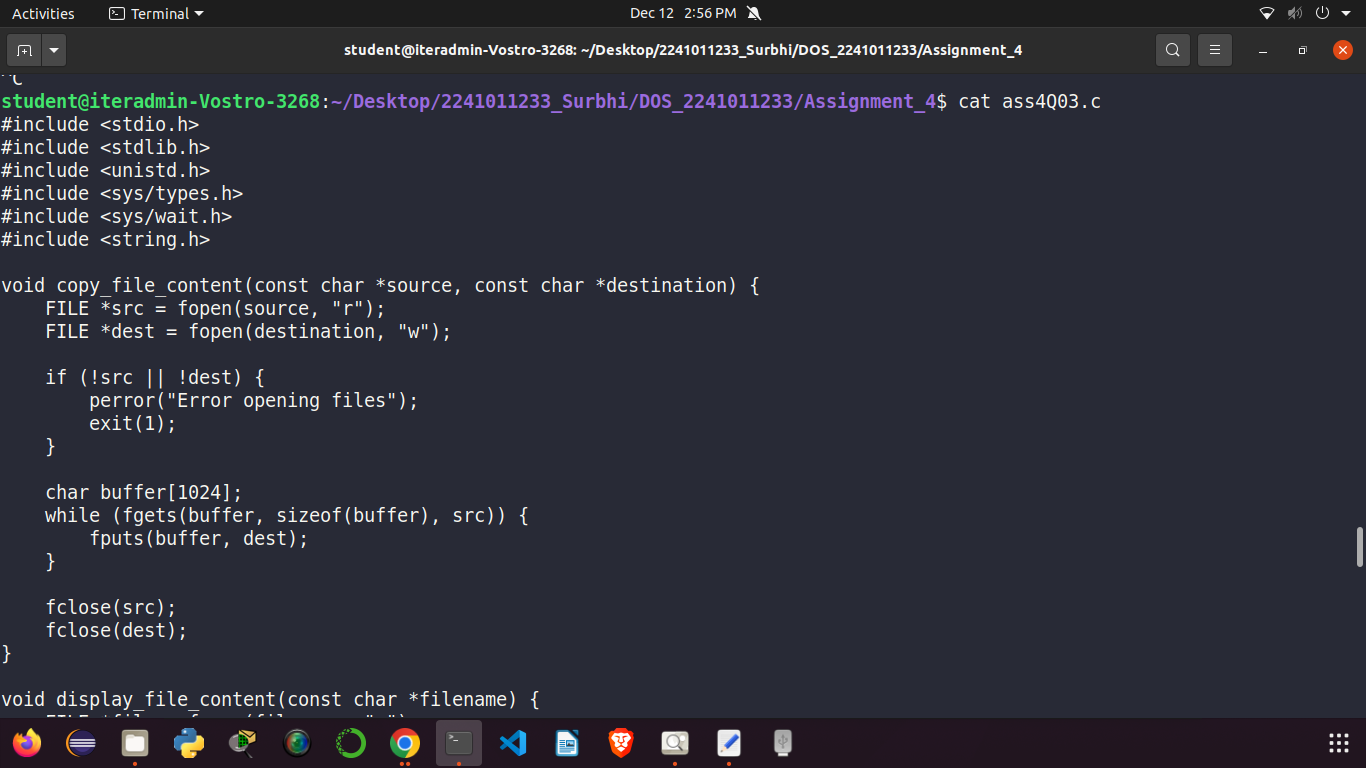 Activities
Terminal
Dec 12 2:56 PM
student@iteradmin-Vostro-3268: ~/Desktop/2241011233_Surbhi/DOS_2241011233/Assignment_4
^C
student@iteradmin-Vostro-3268:~/Desktop/2241011233_Surbhi/DOS_2241011233/Assignment_4$ cat ass4Q03.c
#include <stdio.h>
#include <stdlib.h>
#include <unistd.h>
#include <sys/types.h>
#include <sys/wait.h>
#include <string.h>

void copy_file_content(const char *source, const char *destination) {
    FILE *src = fopen(source, "r");
    FILE *dest = fopen(destination, "w");

    if (!src || !dest) {
        perror("Error opening files");
        exit(1);
    }

    char buffer[1024];
    while (fgets(buffer, sizeof(buffer), src)) {
        fputs(buffer, dest);
    }

    fclose(src);
    fclose(dest);
}

void display_file_content(const char *filename) {